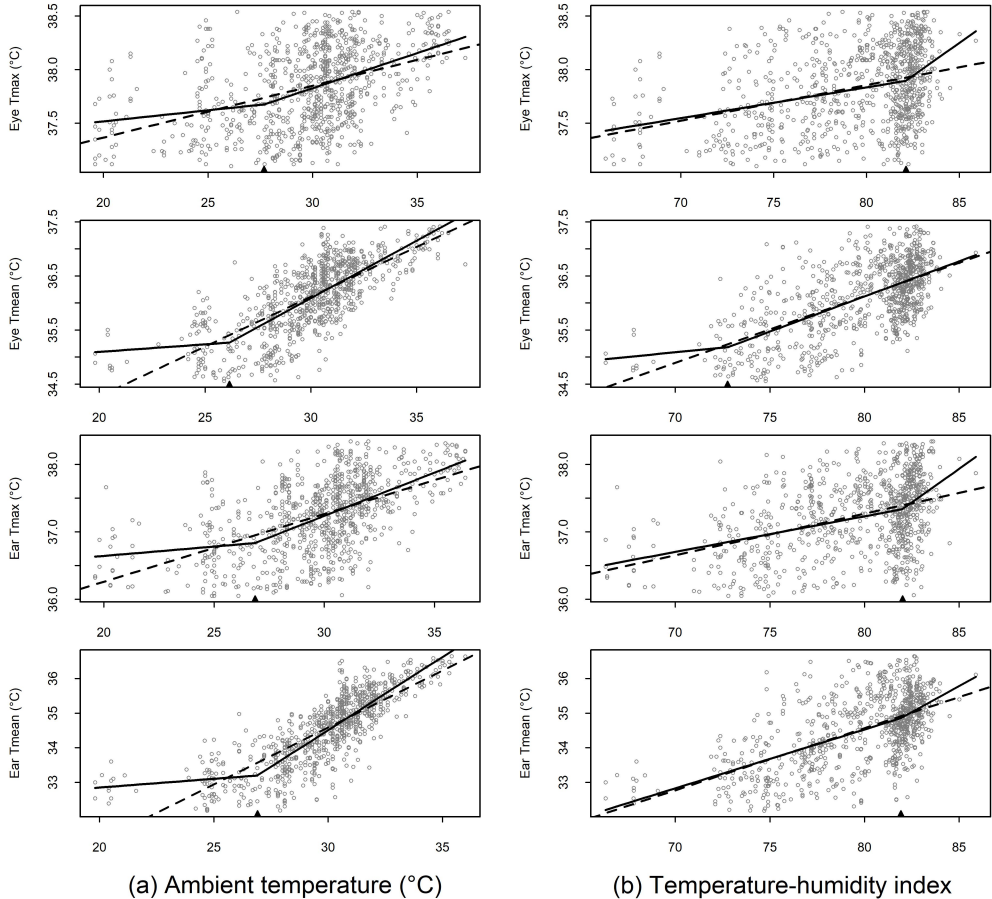 Eye Tmax (°C)
38.5
38.0
37.5
20 25 30 35
Eye Tmax (°C)
38.5
38.0
37.5
70 75 80 85
Eye Tmean (°C)
37.5
36.5
35.5
34.5
20 25 30 35
Eye Tmean (°C)
37.5
36.5
35.5
34.5
70 75 80 85
Ear Tmax (°C)
38.0
37.0
36.0
20 25 30 35
Ear Tmax (°C)
38.0
37.0
36.0
70 75 80 85
Ear Tmean (°C)
36
35
34
33
20 25 30 35
Ear Tmean (°C)
36
35
34
33
70 75 80 85
(a) Ambient temperature (°C)
(b) Temperature-humidity index